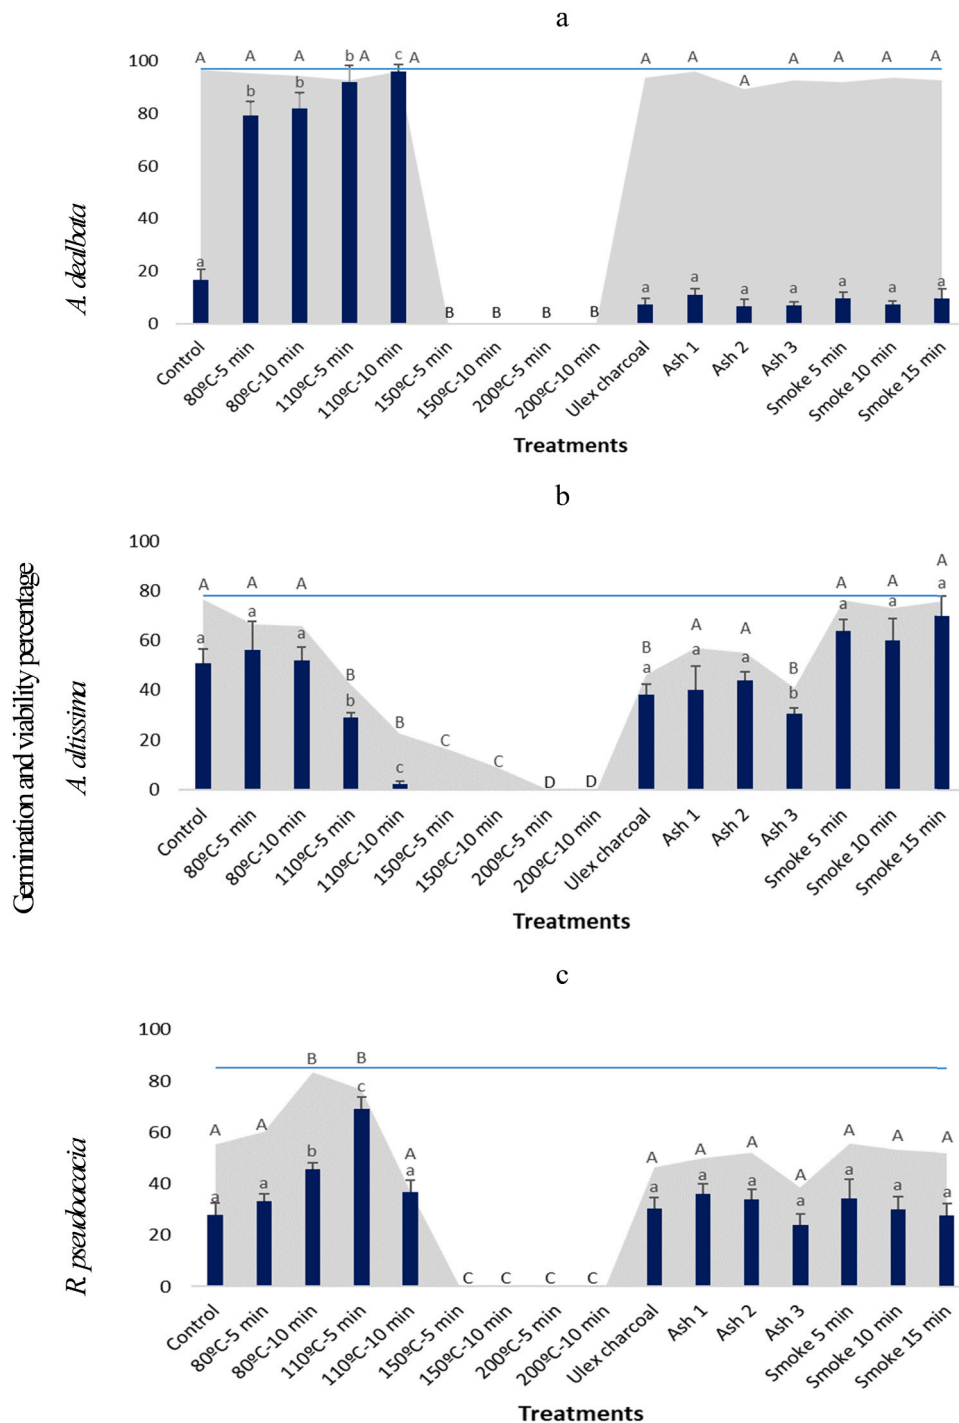 a
A A A b A c A A A A A A A
100
80
60
40
20
0
b b A
a B B B B a a a a a a a
A. dealbata
Control 80ºC-5 min 80ºC-10 min 110ºC-5 min 110ºC-10 min 150ºC-5 min 150ºC-10 min 200ºC-5 min 200ºC-10 min Ulex charcoal Ash 1 Ash 2 Ash 3 Smoke 5 min Smoke 10 min Smoke 15 min
Treatments
b
Germination and viability percentage
A. altissima
100
80
60
40
20
0
A A A B B C C D D B A A B A A A
a a a b c a a a b a a a
Control 80ºC-5 min 80ºC-10 min 110ºC-5 min 110ºC-10 min 150ºC-5 min 150ºC-10 min 200ºC-5 min 200ºC-10 min Ulex charcoal Ash 1 Ash 2 Ash 3 Smoke 5 min Smoke 10 min Smoke 15 min
Treatments
c
R. pseudoacacia
100
80
60
40
20
0
A A B B A C C C C A A A A A A A
a a b c a a a a a a a a
Control 80ºC-5 min 80ºC-10 min 110ºC-5 min 110ºC-10 min 150ºC-5 min 150ºC-10 min 200ºC-5 min 200ºC-10 min Ulex charcoal Ash 1 Ash 2 Ash 3 Smoke 5 min Smoke 10 min Smoke 15 min
Treatments